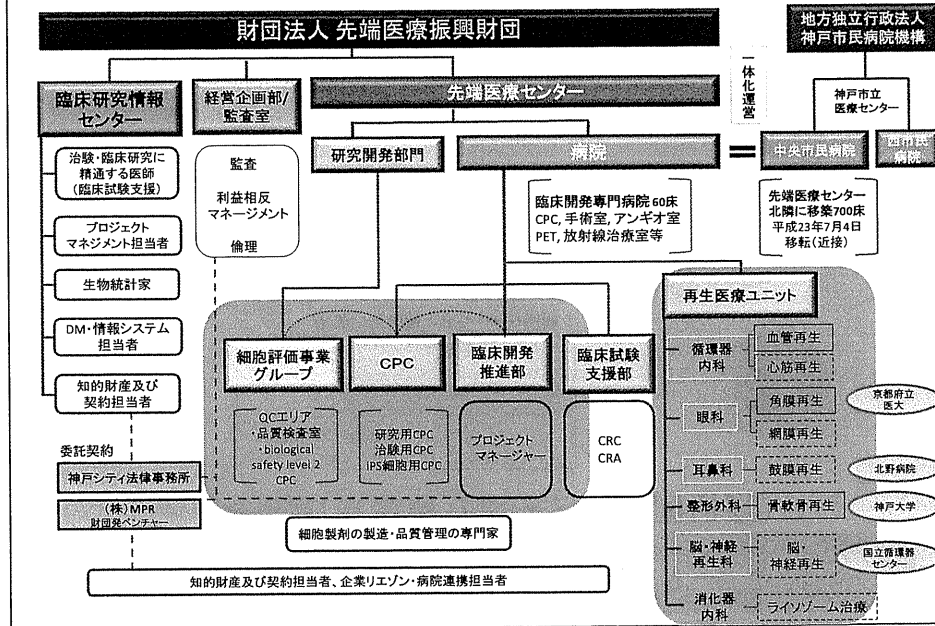 財団法人 先端医療振興財団
地方独立行政法人
神戸市民病院機構
一体化運営
臨床研究情報
センター
経営企画部/
監査室
先端医療センター
神戸市立
医療センター
研究開発部門
病院
=
中央市民病院
西市民
病院
治験・臨床研究に
精通する医師
(臨床試験支援)
プロジェクト
マネジメント担当者
生物統計家
DM・情報システム
担当者
知的財産及び
契約担当者
監査
利益相反
マネージメント
倫理
臨床開発専門病院 60床
CPC, 手術室, アンギオ室
PET, 放射線治療室等
先端医療センター
北隣に移築700床
平成23年7月4日
移転(近接)
細胞評価事業
グループ
CPC
臨床開発
推進部
臨床試験
支援部
QCエリア
・品質検査室
・biological
safety level 2
CPC
研究用CPC
治験用CPC
iPS細胞用CPC
プロジェクト
マネージャー
CRC
CRA
再生医療ユニット
循環器
内科
血管再生
心筋再生
眼科
角膜再生
網膜再生
京都府立
医大
耳鼻科
鼓膜再生
北野病院
整形外科
骨軟骨再生
神戸大学
脳・神経
再生科
脳・
神経再生
国立循環器
センター
消化器
内科
ライソゾーム治療
委託契約
神戸シティ法律事務所
(株)MPR
財団発ベンチャー
細胞製剤の製造・品質管理の専門家
知的財産及び契約担当者、企業リエゾン・病院連携担当者